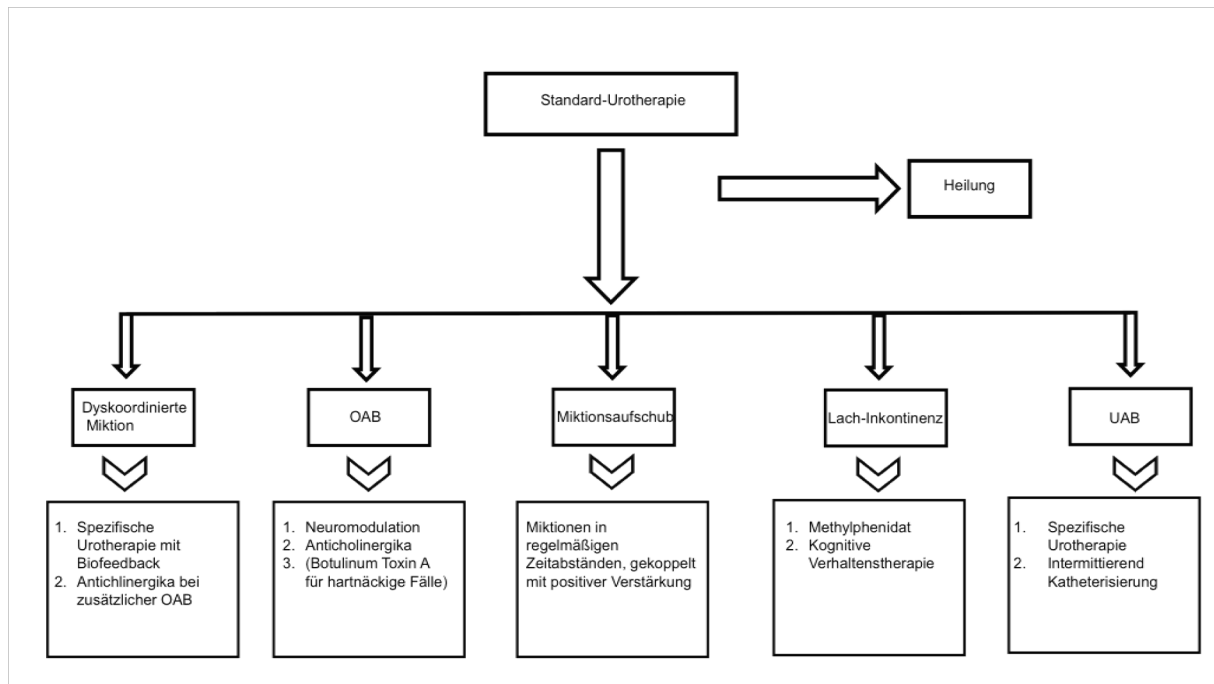 Standard-Urotherapie
Heilung
Dyskoordinierte
Miktion
OAB
Miktionsaufschub
Lach-Inkontinenz
UAB
1. Spezifische
Urotherapie mit
Biofeedback
2. Antichlinergika bei
zusätzlicher OAB
1. Neuromodulation
2. Anticholinergika
3. (Botulinum Toxin A
für hartnäckige Fälle)
Miktionen in
regelmäßigen
Zeitabständen, gekoppelt
mit positiver Verstärkung
1. Methylphenidat
2. Kognitive
Verhaltenstherapie
1. Spezifische
Urotherapie
2. Intermittierend
Katheterisierung